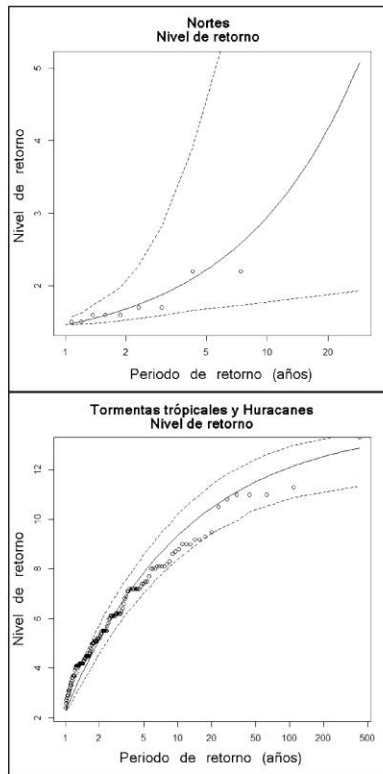 Nortes
Nivel de retorno
Nivel de retorno
5
4
3
2
1 2 5 10 20
Periodo de retorno (años)
Tormentas trópicales y Huracanes
Nivel de retorno
Nivel de retorno
12
10
8
6
4
2
1 2 5 10 20 50 100 200 500
Periodo de retorno (años)